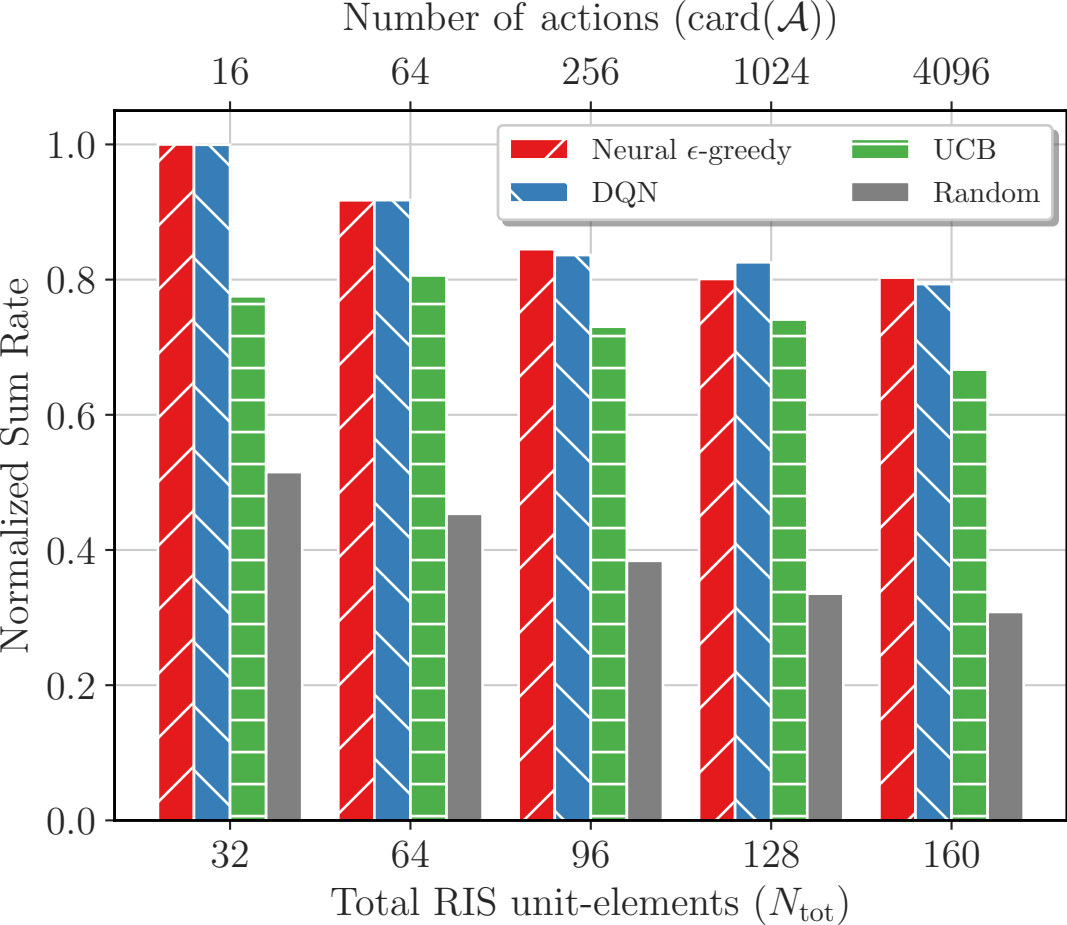 Number of actions (card(𝒜))
16 64 256 1024 4096
Neural ϵ-greedy UCB
DQN Random
Normalized Sum Rate
1.0
0.8
0.6
0.4
0.2
0.0
32 64 96 128 160
Total RIS unit-elements (N_tot)